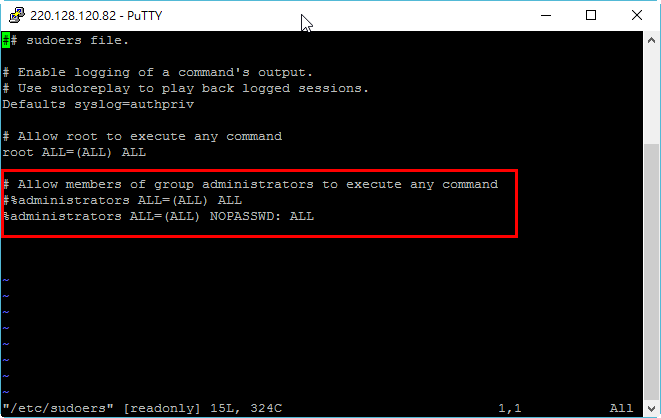 220.128.120.82 - PuTTY
## sudoers file.
# Enable logging of a command's output.
# Use sudoreplay to play back logged sessions.
Defaults syslog=authpriv
# Allow root to execute any command
root ALL=(ALL) ALL
# Allow members of group administrators to execute any command
#%administrators ALL=(ALL) ALL
%administrators ALL=(ALL) NOPASSWD: ALL
~
~
~
~
~
~
~
~
"/etc/sudoers" [readonly] 15L, 324C 1,1 All